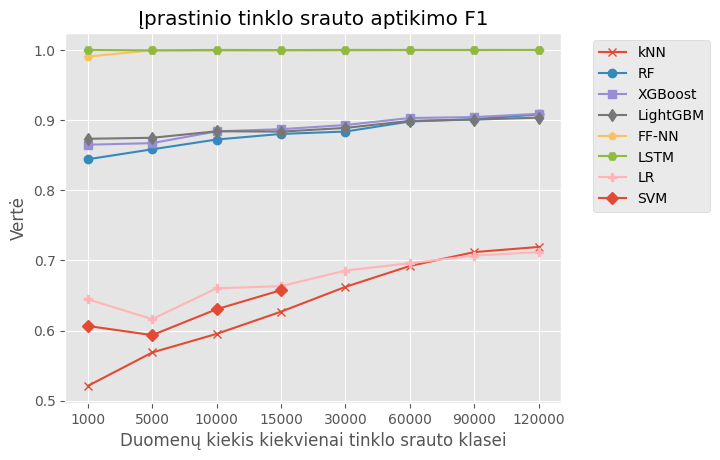 Įprastinio tinklo srauto aptikimo F1
Vertė
1.0
0.9
0.8
0.7
0.6
0.5
1000 5000 10000 15000 30000 60000 90000 120000
Duomenų kiekis kiekvienai tinklo srauto klasei
kNN
RF
XGBoost
LightGBM
FF-NN
LSTM
LR
SVM